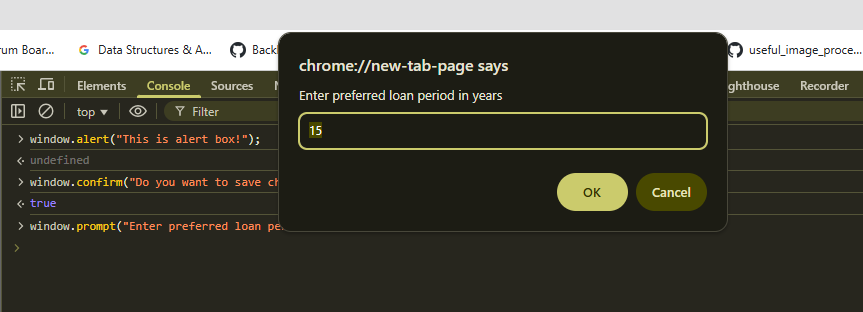 rum Boar...
Data Structures & A...
useful_image_proce...
chrome://new-tab-page says
Enter preferred loan period in years
15
OK
Cancel
Elements
Console
Sources
ghthouse
Recorder
top
Filter
window.alert("This is alert box!");
undefined
window.confirm("Do you want to save ch
true
window.prompt("Enter preferred loan pe